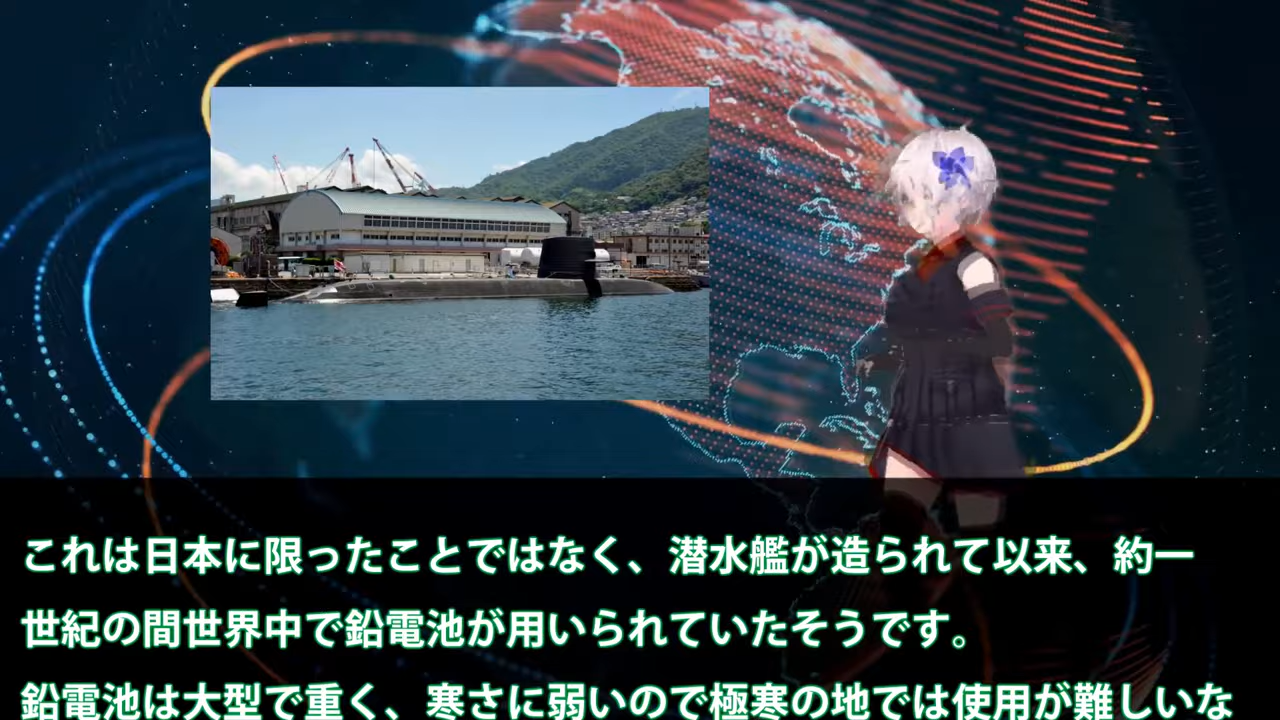 これは日本に限ったことではなく、潜水艦が造られて以来、約一
世紀の間世界中で鉛電池が用いられていたそうです。
鉛電池は大型で重く、寒さに弱いので極寒の地では使用が難しいな